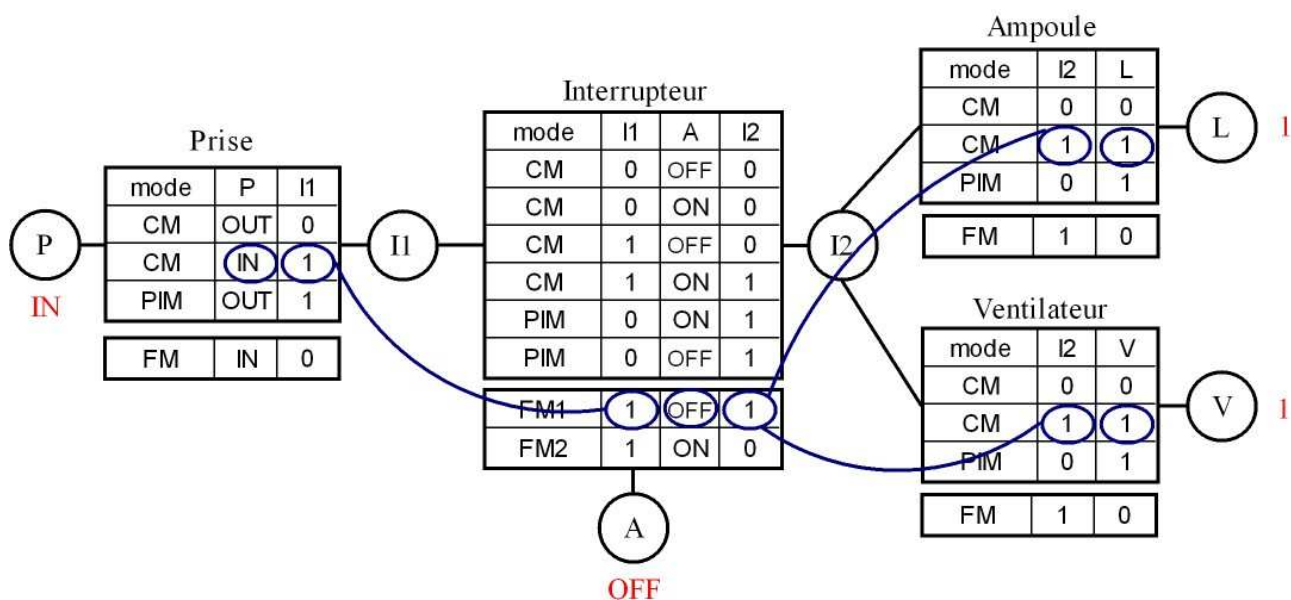 Ampoule
mode I2 L
CM 0 0
CM 1 1
PIM 0 1
FM 1 0
L 1
Interrupteur
mode I1 A I2
CM 0 OFF 0
CM 0 ON 0
CM 1 OFF 0
CM 1 ON 1
PIM 0 ON 1
PIM 0 OFF 1
FM1 1 OFF 1
FM2 1 ON 0
Prise
mode P I1
CM OUT 0
CM IN 1
PIM OUT 1
FM IN 0
P
IN
I1
I2
Ventilateur
mode I2 V
CM 0 0
CM 1 1
PIM 0 1
FM 1 0
V 1
A
OFF